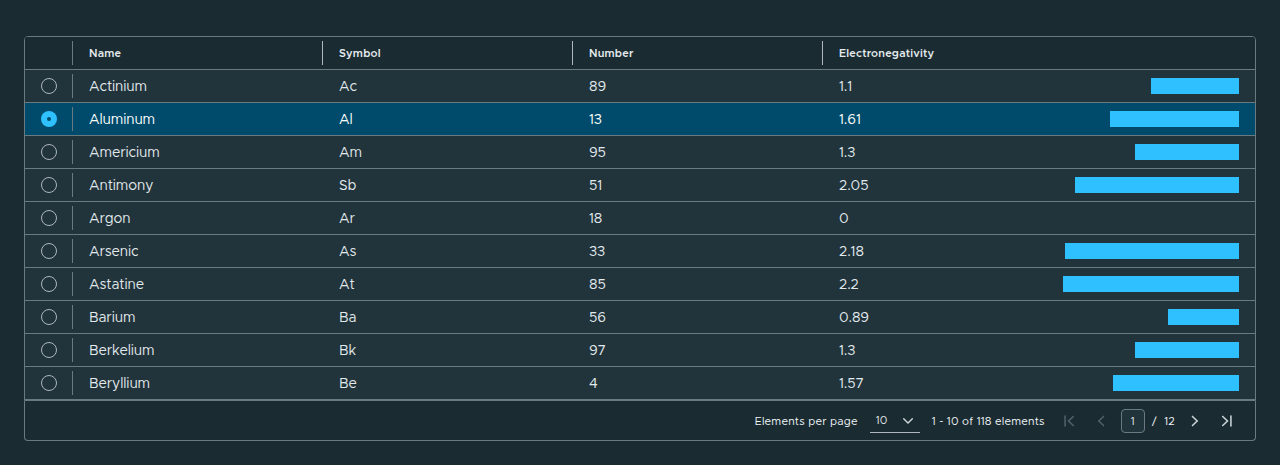 Name Symbol Number Electronegativity
Actinium Ac 89 1.1
Aluminum Al 13 1.61
Americium Am 95 1.3
Antimony Sb 51 2.05
Argon Ar 18 0
Arsenic As 33 2.18
Astatine At 85 2.2
Barium Ba 56 0.89
Berkelium Bk 97 1.3
Beryllium Be 4 1.57
Elements per page 10 1 - 10 of 118 elements 1 / 12